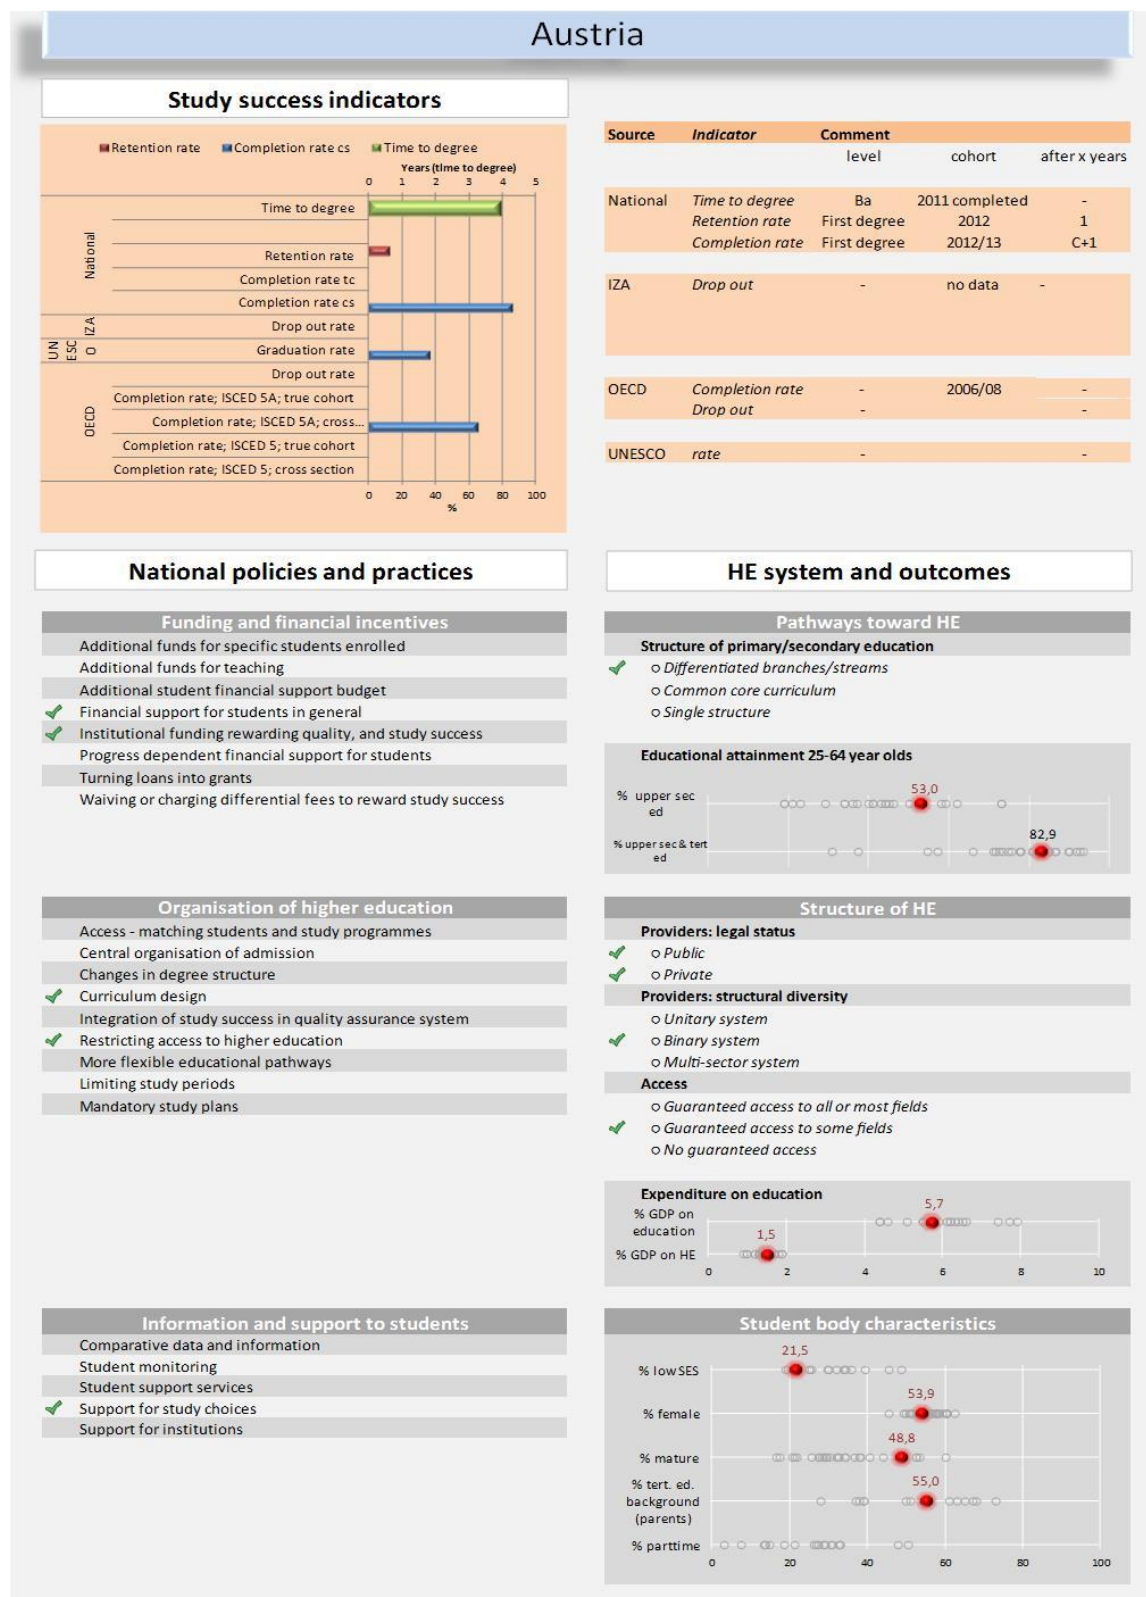 Austria
Study success indicators
Retention rate Completion rate cs Time to degree
Years (time to degree)
0 1 2 3 4 5
National
Time to degree
Retention rate
Completion rate tc
Completion rate cs
IZA
Drop out rate
UN
ESC
O
Graduation rate
OECD
Drop out rate
Completion rate; ISCED 5A; true cohort
Completion rate; ISCED 5A; cross...
Completion rate; ISCED 5; true cohort
Completion rate; ISCED 5; cross section
0 20 40 60 80 100
%
Source Indicator Comment
level cohort after x years
National Time to degree Ba 2011 completed -
Retention rate First degree 2012 1
Completion rate First degree 2012/13 C+1
IZA Drop out - no data -
OECD Completion rate - 2006/08 -
Drop out - -
UNESCO rate - -
National policies and practices
Funding and financial incentives
Additional funds for specific students enrolled
Additional funds for teaching
Additional student financial support budget
✓ Financial support for students in general
✓ Institutional funding rewarding quality, and study success
Progress dependent financial support for students
Turning loans into grants
Waiving or charging differential fees to reward study success
Organisation of higher education
Access - matching students and study programmes
Central organisation of admission
Changes in degree structure
✓ Curriculum design
Integration of study success in quality assurance system
✓ Restricting access to higher education
More flexible educational pathways
Limiting study periods
Mandatory study plans
Information and support to students
Comparative data and information
Student monitoring
Student support services
✓ Support for study choices
Support for institutions
HE system and outcomes
Pathways toward HE
Structure of primary/secondary education
✓ o Differentiated branches/streams
o Common core curriculum
o Single structure
Educational attainment 25-64 year olds
% upper sec
ed
53,0
% upper sec & tert
ed
82,9
Structure of HE
Providers: legal status
✓ o Public
✓ o Private
Providers: structural diversity
o Unitary system
✓ o Binary system
o Multi-sector system
Access
o Guaranteed access to all or most fields
✓ o Guaranteed access to some fields
o No guaranteed access
Expenditure on education
% GDP on
education
5,7
% GDP on HE
1,5
0 2 4 6 8 10
Student body characteristics
% low SES
21,5
% female
53,9
% mature
48,8
% tert. ed.
background
(parents)
55,0
% parttime
0 20 40 60 80 100